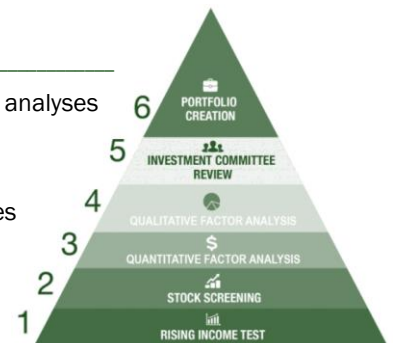 analyses
es
6
PORTFOLIO
CREATION
5
INVESTMENT COMMITTEE
REVIEW
4
QUALITATIVE FACTOR ANALYSIS
3
$
QUANTITATIVE FACTOR ANALYSIS
2
STOCK SCREENING
1
RISING INCOME TEST